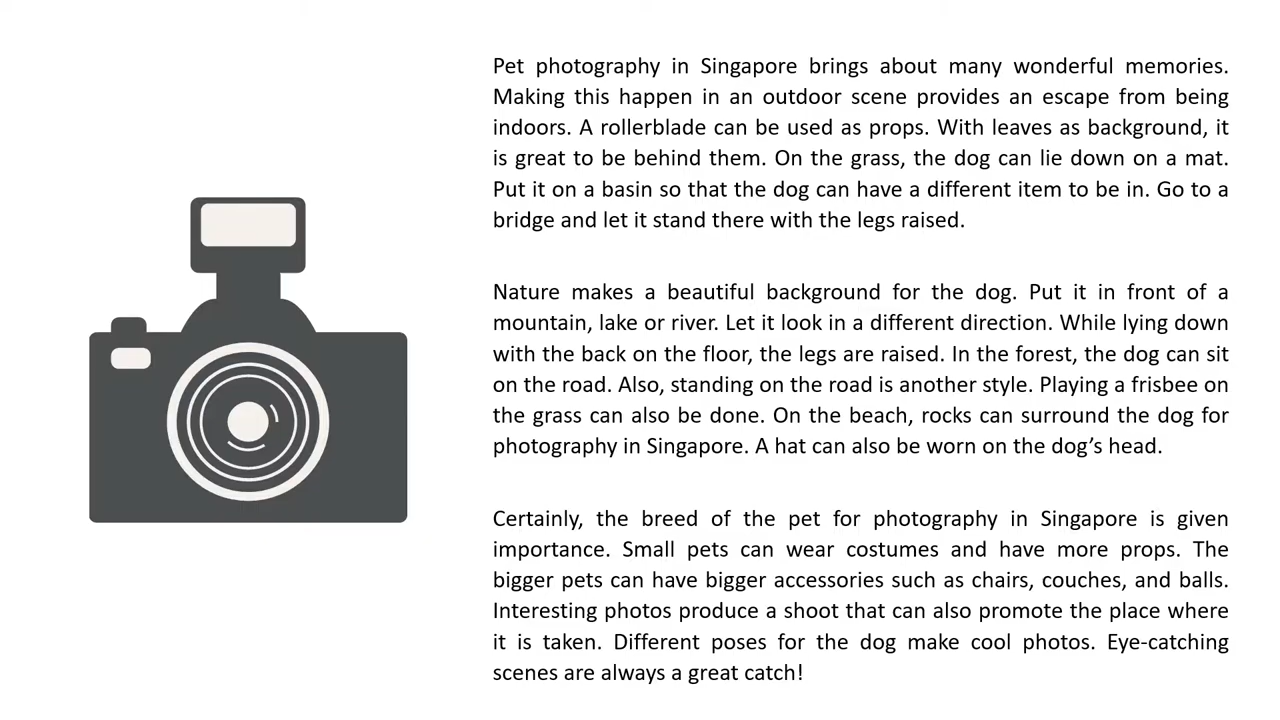 Pet photography in Singapore brings about many wonderful memories.
Making this happen in an outdoor scene provides an escape from being
indoors. A rollerblade can be used as props. With leaves as background, it
is great to be behind them. On the grass, the dog can lie down on a mat.
Put it on a basin so that the dog can have a different item to be in. Go to a
bridge and let it stand there with the legs raised.
Nature makes a beautiful background for the dog. Put it in front of a
mountain, lake or river. Let it look in a different direction. While lying down
with the back on the floor, the legs are raised. In the forest, the dog can sit
on the road. Also, standing on the road is another style. Playing a frisbee on
the grass can also be done. On the beach, rocks can surround the dog for
photography in Singapore. A hat can also be worn on the dog’s head.
Certainly, the breed of the pet for photography in Singapore is given
importance. Small pets can wear costumes and have more props. The
bigger pets can have bigger accessories such as chairs, couches, and balls.
Interesting photos produce a shoot that can also promote the place where
it is taken. Different poses for the dog make cool photos. Eye-catching
scenes are always a great catch!